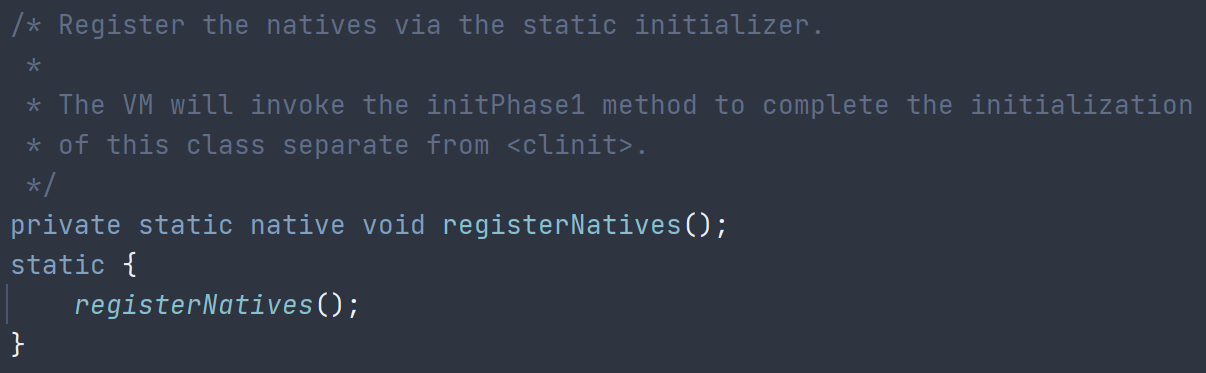 /* Register the natives via the static initializer.
 *
 * The VM will invoke the initPhase1 method to complete the initialization
 * of this class separate from <clinit>.
 */
private static native void registerNatives();
static {
    registerNatives();
}